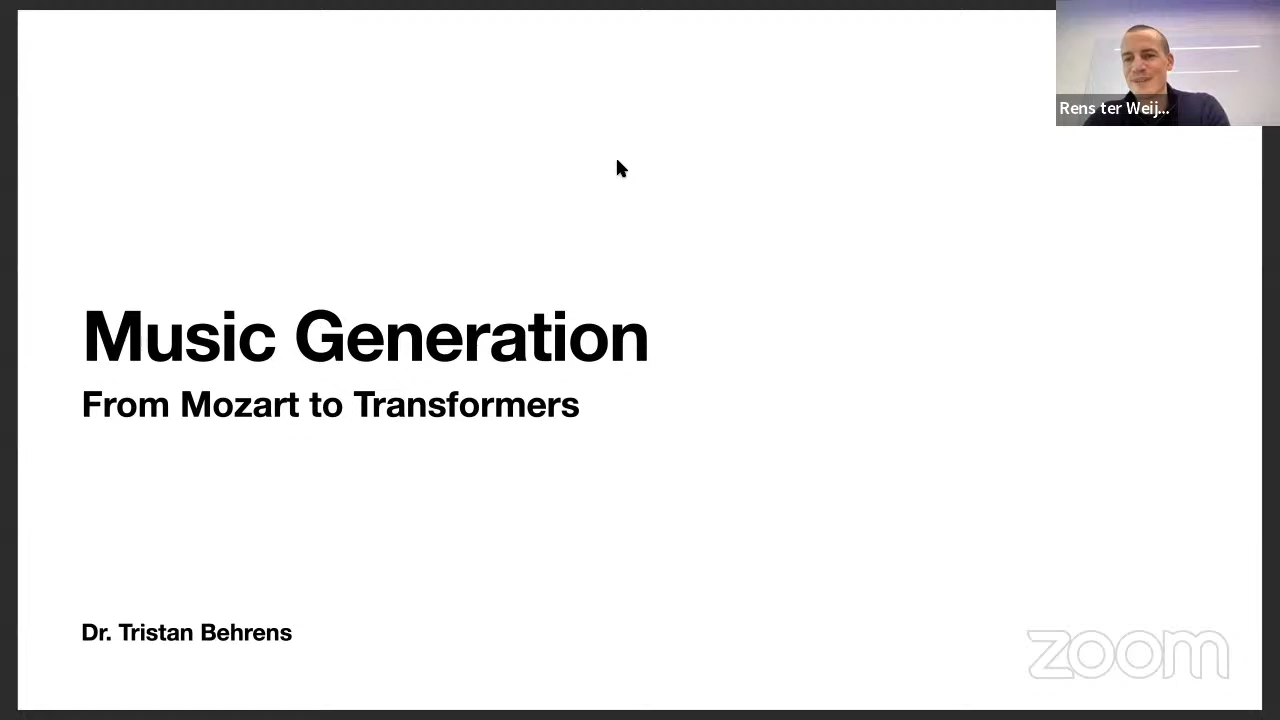 Rens ter Weij...
Music Generation
From Mozart to Transformers
Dr. Tristan Behrens
zoom